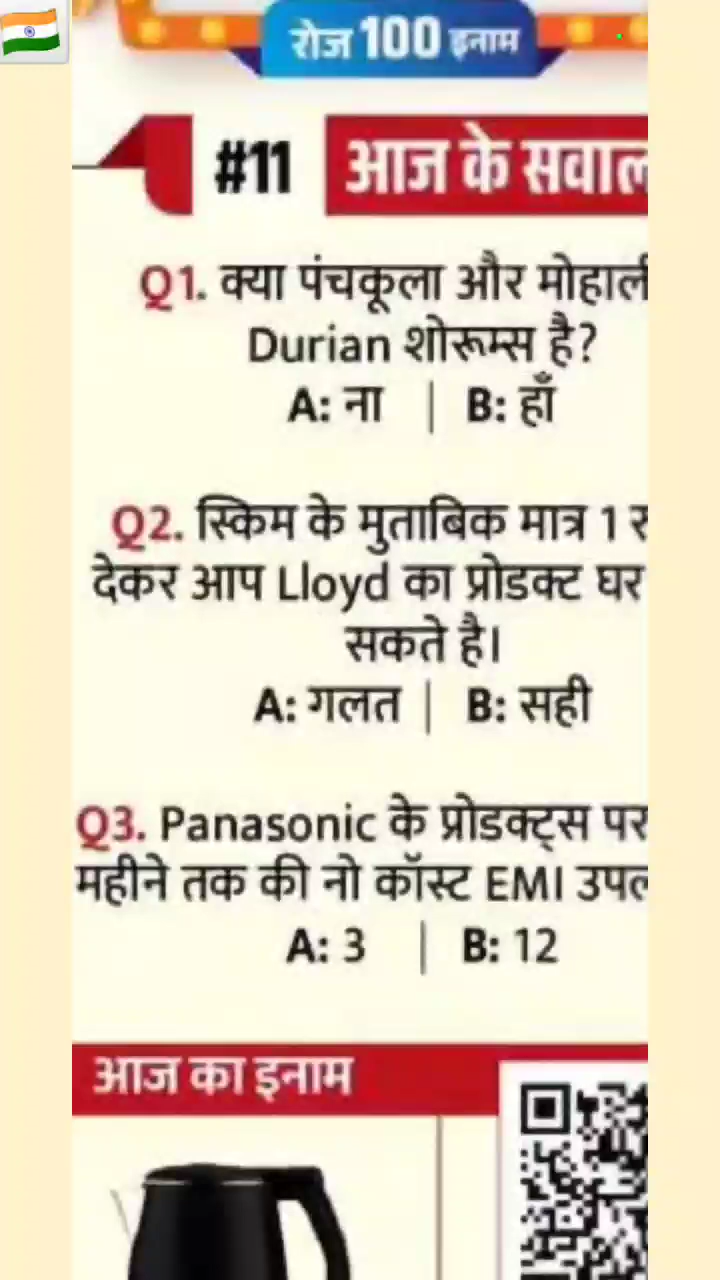 रोज 100 इनाम
#11 आज के सवाल
Q1. क्या पंचकूला और मोहाली
Durian शोरूम्स है?
A: ना | B: हाँ
Q2. स्किम के मुताबिक मात्र 1
देकर आप Lloyd का प्रोडक्ट घर
सकते है।
A: गलत | B: सही
Q3. Panasonic के प्रोडक्ट्स पर
महीने तक की नो कॉस्ट EMI
A: 3 | B: 12
आज का इनाम